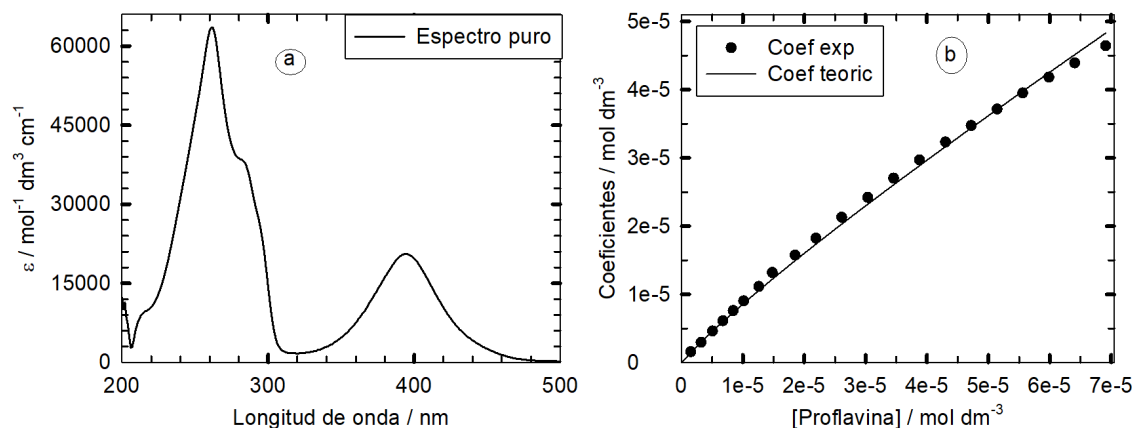 ε / mol-1 dm3 cm-1
60000
45000
30000
15000
0
200
300
400
500
Longitud de onda / nm
Espectro puro
a
Coeficientes / mol dm-3
5e-5
4e-5
3e-5
2e-5
1e-5
0
0
1e-5
2e-5
3e-5
4e-5
5e-5
6e-5
7e-5
[Proflavina] / mol dm-3
Coef exp
Coef teoric
b